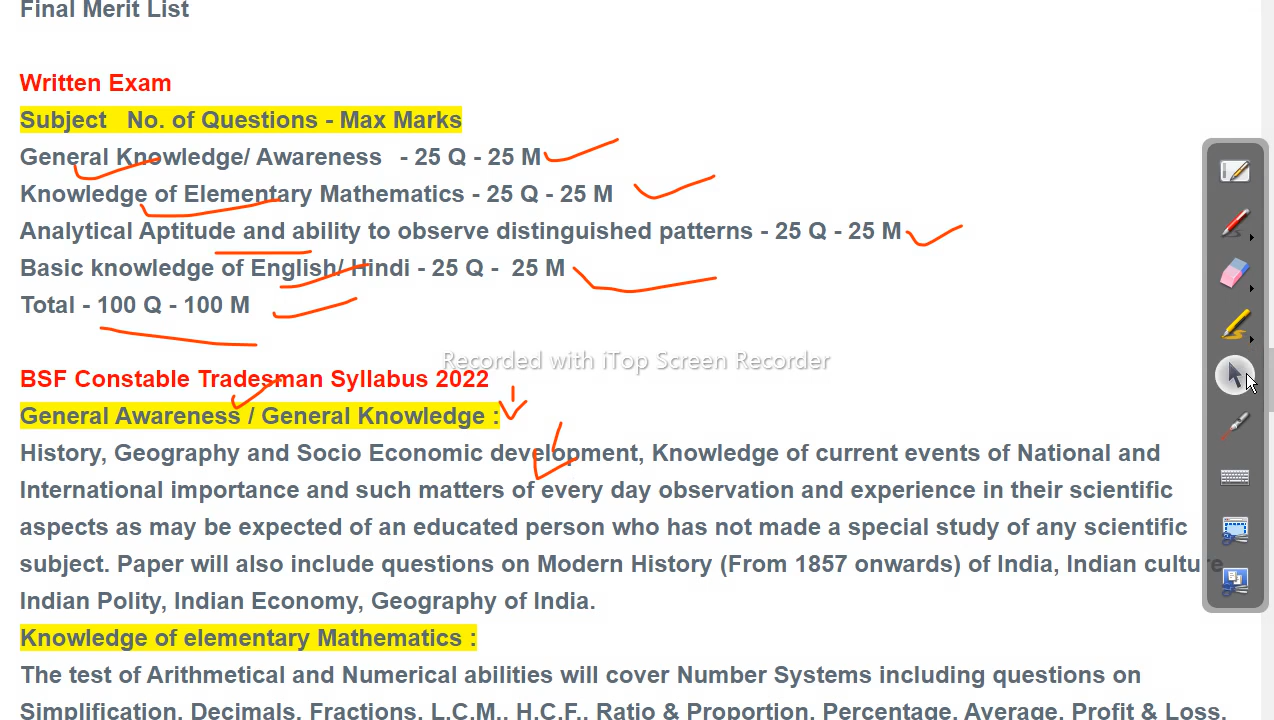 Final Merit List
Written Exam
Subject No. of Questions - Max Marks
General Knowledge/ Awareness - 25 Q - 25 M
Knowledge of Elementary Mathematics - 25 Q - 25 M
Analytical Aptitude and ability to observe distinguished patterns - 25 Q - 25 M
Basic knowledge of English/ Hindi - 25 Q - 25 M
Total - 100 Q - 100 M
Recorded with iTop Screen Recorder
BSF Constable Tradesman Syllabus 2022
General Awareness / General Knowledge :
History, Geography and Socio Economic development, Knowledge of current events of National and
International importance and such matters of every day observation and experience in their scientific
aspects as may be expected of an educated person who has not made a special study of any scientific
subject. Paper will also include questions on Modern History (From 1857 onwards) of India, Indian culture
Indian Polity, Indian Economy, Geography of India.
Knowledge of elementary Mathematics :
The test of Arithmetical and Numerical abilities will cover Number Systems including questions on
Simplification, Decimals, Fractions, L.C.M., H.C.F., Ratio & Proportion, Percentage, Average, Profit & Loss,